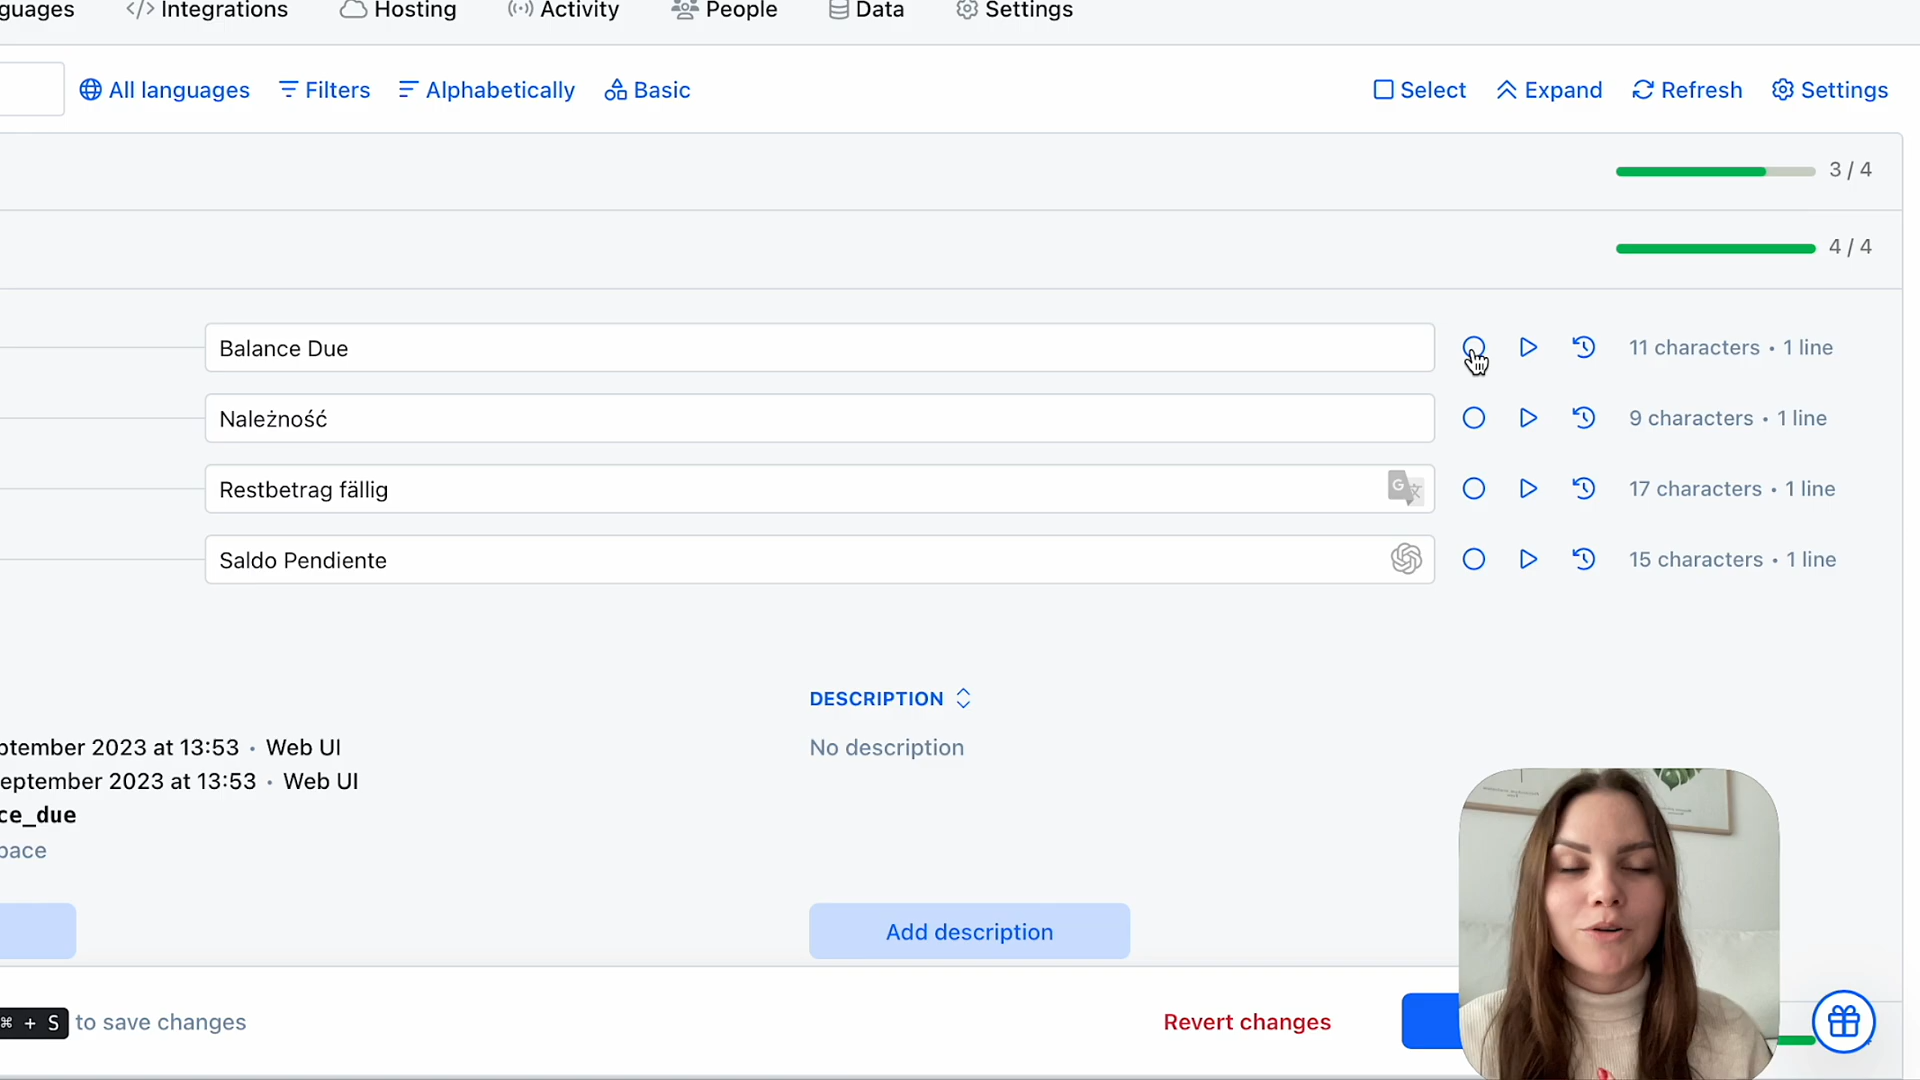 guages Integrations Hosting Activity People Data Settings
All languages Filters Alphabetically Basic Select Expand Refresh Settings
3 / 4
4 / 4
Balance Due 11 characters • 1 line
Należność 9 characters • 1 line
Restbetrag fällig 17 characters • 1 line
Saldo Pendiente 15 characters • 1 line
DESCRIPTION
ptember 2023 at 13:53 • Web UI No description
eptember 2023 at 13:53 • Web UI
ce_due
pace
Add description
⌘ + S to save changes Revert changes